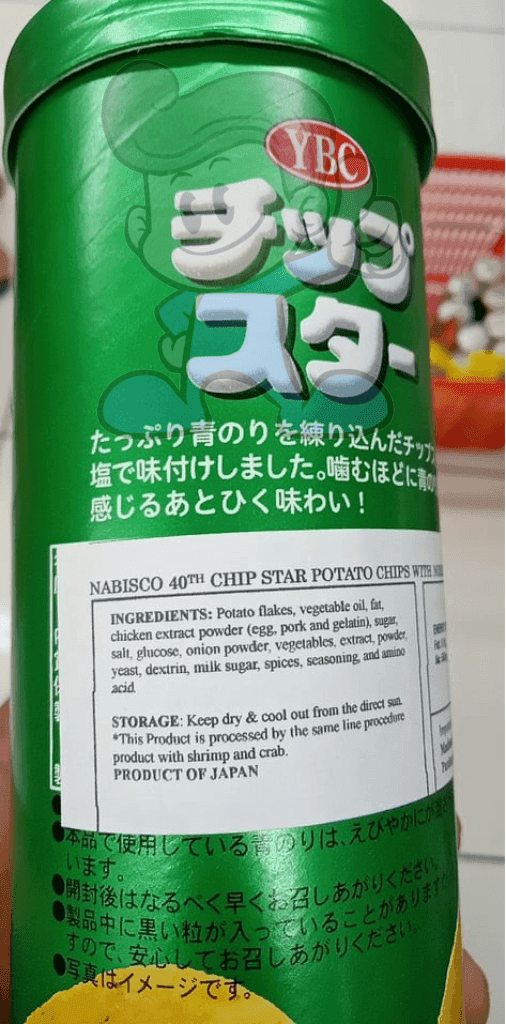 YBC
チップ
スター
たっぷり青のりを練り込んだチップ
塩で味付けしました。噛むほどに青の
感じるあとひく味わい!
NABISCO 40TH CHIP STAR POTATO CHIPS WITH
INGREDIENTS: Potato flakes, vegetable oil, fat,
chicken extract powder (egg, pork and gelatin), sugar,
salt, glucose, onion powder, vegetables, extract, powder,
yeast, dextrin, milk sugar, spices, seasoning, and amino
acid.
STORAGE: Keep dry & cool out from the direct sun.
*This Product is processed by the same line procedure
product with shrimp and crab.
PRODUCT OF JAPAN
●本品で使用している青のりは、えびやかにが混ざ
います。
●開封後はなるべく早くお召しあがりください。
●製品中に黒い粒が入っていることがあります
すので、安心してお召しあがりください。
●写真はイメージです。